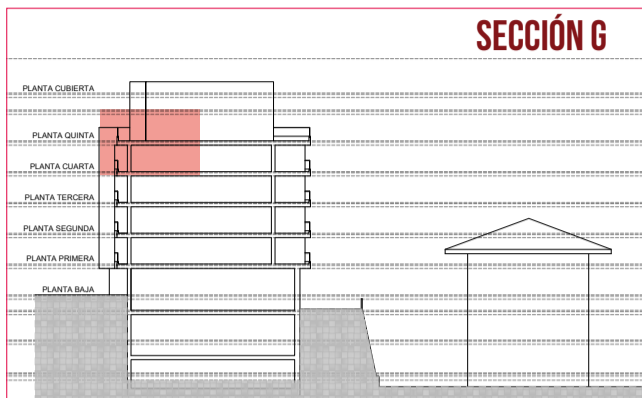 SECCIÓN G
PLANTA CUBIERTA
PLANTA QUINTA
PLANTA CUARTA
PLANTA TERCERA
PLANTA SEGUNDA
PLANTA PRIMERA
PLANTA BAJA